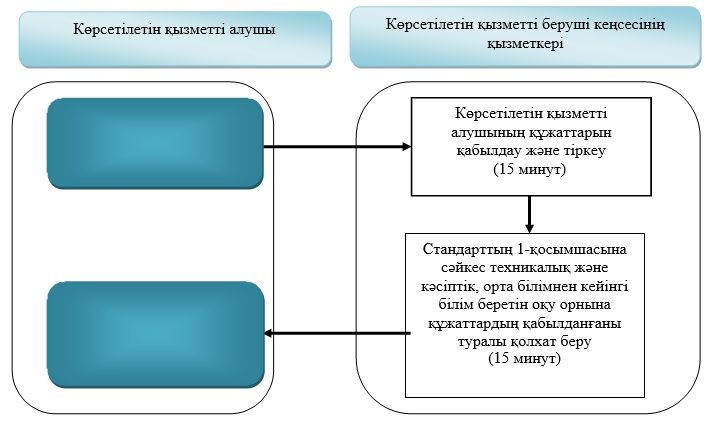 Көрсетілетін қызметті алушы
Көрсетілетін қызметті беруші кеңсесінің
қызметкері
Көрсетілетін қызметті
алушының құжаттарын
қабылдау және тіркеу
(15 минут)
Стандарттың 1-қосымшасына
сәйкес техникалық және
кәсіптік, орта білімнен кейінгі
білім беретін оқу орнына
құжаттардың қабылданғаны
туралы қолхат беру
(15 минут)